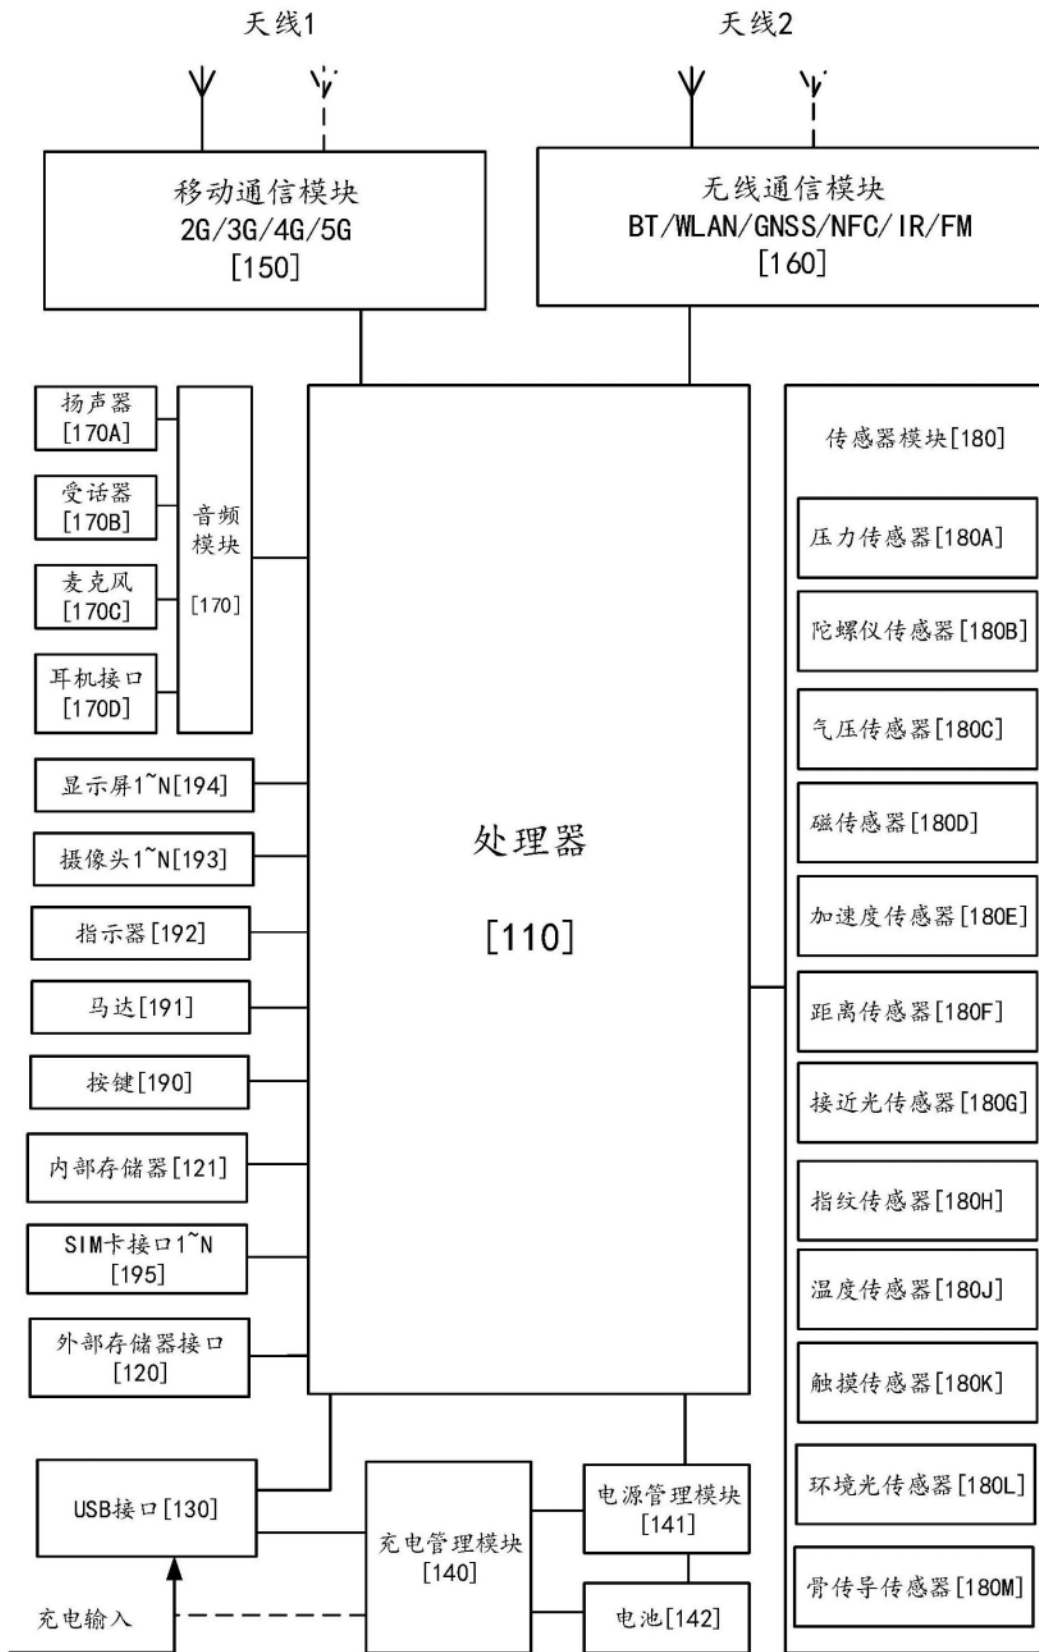 天线1
天线2
移动通信模块
2G/3G/4G/5G
[150]
无线通信模块
BT/WLAN/GNSS/NFC/IR/FM
[160]
扬声器
[170A]
受话器
[170B]
麦克风
[170C]
耳机接口
[170D]
音频
模块
[170]
显示屏1~N[194]
摄像头1~N[193]
指示器[192]
马达[191]
按键[190]
内部存储器[121]
SIM卡接口1~N
[195]
外部存储器接口
[120]
处理器
[110]
传感器模块[180]
压力传感器[180A]
陀螺仪传感器[180B]
气压传感器[180C]
磁传感器[180D]
加速度传感器[180E]
距离传感器[180F]
接近光传感器[180G]
指纹传感器[180H]
温度传感器[180J]
触摸传感器[180K]
环境光传感器[180L]
骨传导传感器[180M]
USB接口[130]
充电输入
充电管理模块
[140]
电源管理模块
[141]
电池[142]